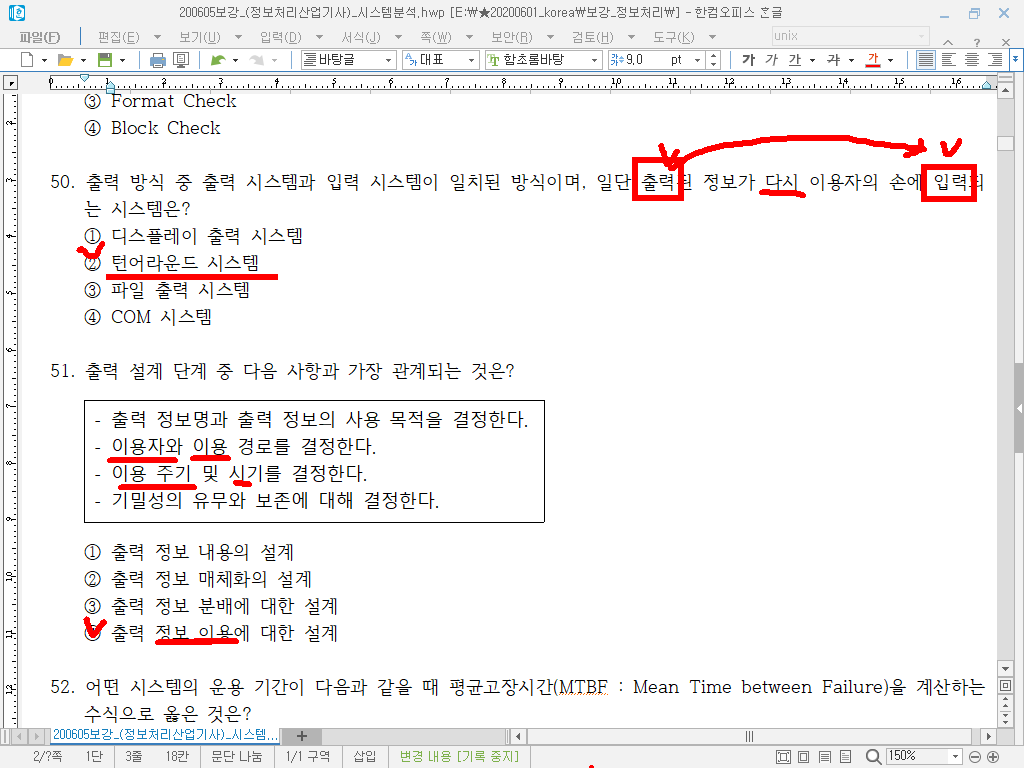 200605보강_(정보처리산업기사)_시스템분석.hwp [E:\★20200601_korea\보강_정보처리\] - 한컴오피스 한글
파일(F) 편집(E) 보기(U) 입력(D) 서식(J) 쪽(W) 보안(R) 검토(H) 도구(K) unix
바탕글 대표 함초롬바탕 9,0 pt 가 가 가 가 가
③ Format Check
④ Block Check
50. 출력 방식 중 출력 시스템과 입력 시스템이 일치된 방식이며, 일단 출력된 정보가 다시 이용자의 손에 입력되
는 시스템은?
① 디스플레이 출력 시스템
② 턴어라운드 시스템
③ 파일 출력 시스템
④ COM 시스템
51. 출력 설계 단계 중 다음 사항과 가장 관계되는 것은?
- 출력 정보명과 출력 정보의 사용 목적을 결정한다.
- 이용자와 이용 경로를 결정한다.
- 이용 주기 및 시기를 결정한다.
- 기밀성의 유무와 보존에 대해 결정한다.
① 출력 정보 내용의 설계
② 출력 정보 매체화의 설계
③ 출력 정보 분배에 대한 설계
출력 정보 이용에 대한 설계
52. 어떤 시스템의 운용 기간이 다음과 같을 때 평균고장시간(MTBF : Mean Time between Failure)을 계산하는
수식으로 옳은 것은?
200605보강_(정보처리산업기사)_시스템...
2/?쪽 1단 3줄 18칸 문단 나눔 1/1 구역 삽입 변경 내용 [기록 중지] 150%